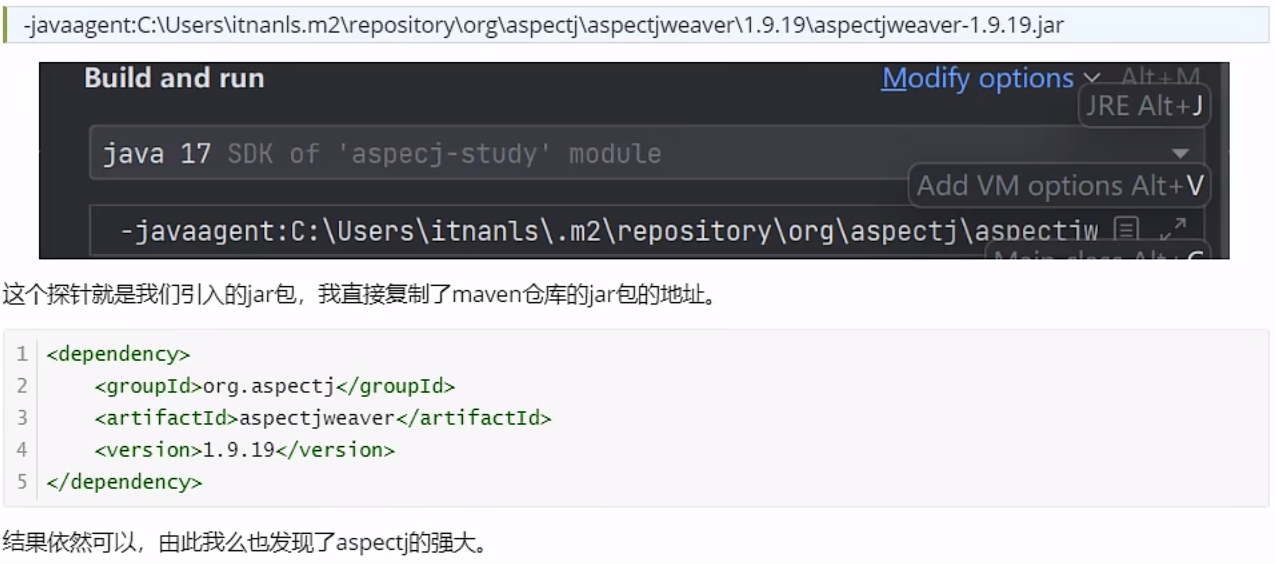 -javaagent:C:\Users\itnanls.m2\repository\org\aspectj\aspectjweaver\1.9.19\aspectjweaver-1.9.19.jar
Build and run
Modify options Alt+M
JRE Alt+J
java 17 SDK of 'aspecj-study' module
Add VM options Alt+V
-javaagent:C:\Users\itnanls\.m2\repository\org\aspectj\aspectjw
Main class Alt+C
这个探针就是我们引入的jar包，我直接复制了maven仓库的jar包的地址。
1 <dependency>
2 <groupId>org.aspectj</groupId>
3 <artifactId>aspectjweaver</artifactId>
4 <version>1.9.19</version>
5 </dependency>
结果依然可以，由此我么也发现了aspectj的强大。